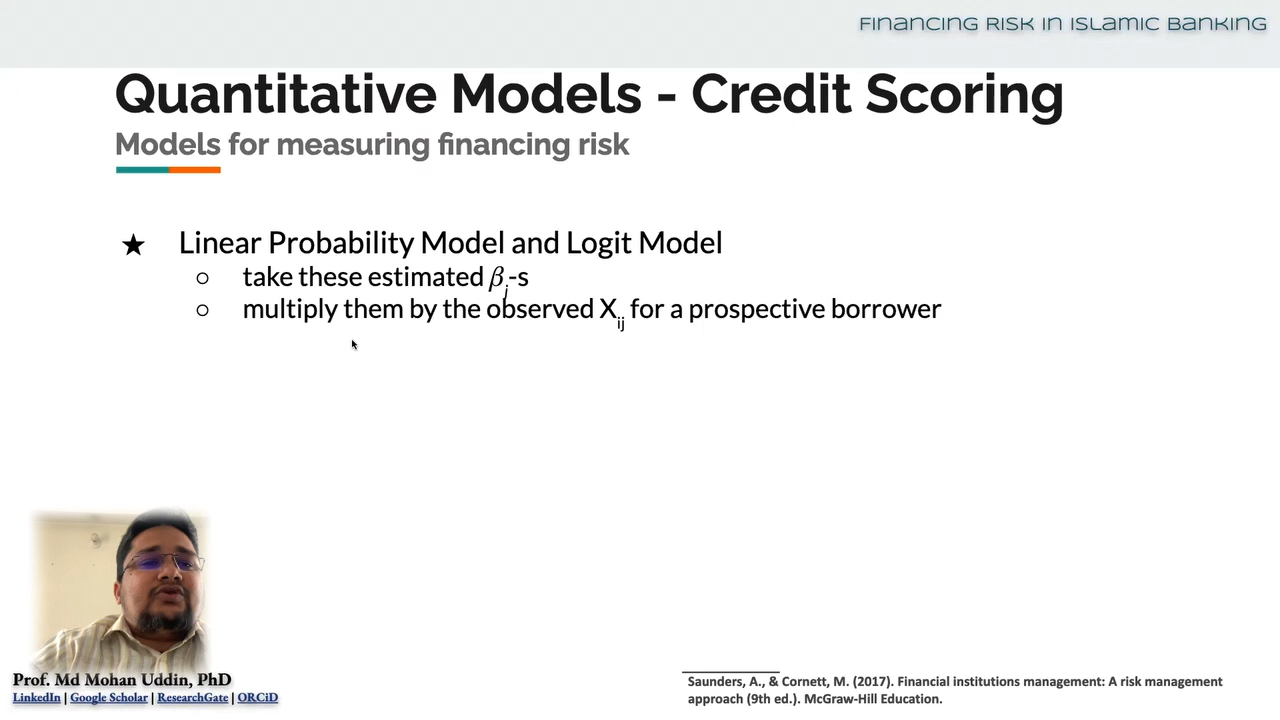 Financing Risk in Islamic Banking
Quantitative Models - Credit Scoring
Models for measuring financing risk
★ Linear Probability Model and Logit Model
○ take these estimated βj-s
○ multiply them by the observed Xij for a prospective borrower
Prof. Md Mohan Uddin, PhD
LinkedIn | Google Scholar | ResearchGate | ORCiD
Saunders, A., & Cornett, M. (2017). Financial institutions management: A risk management
approach (9th ed.). McGraw-Hill Education.